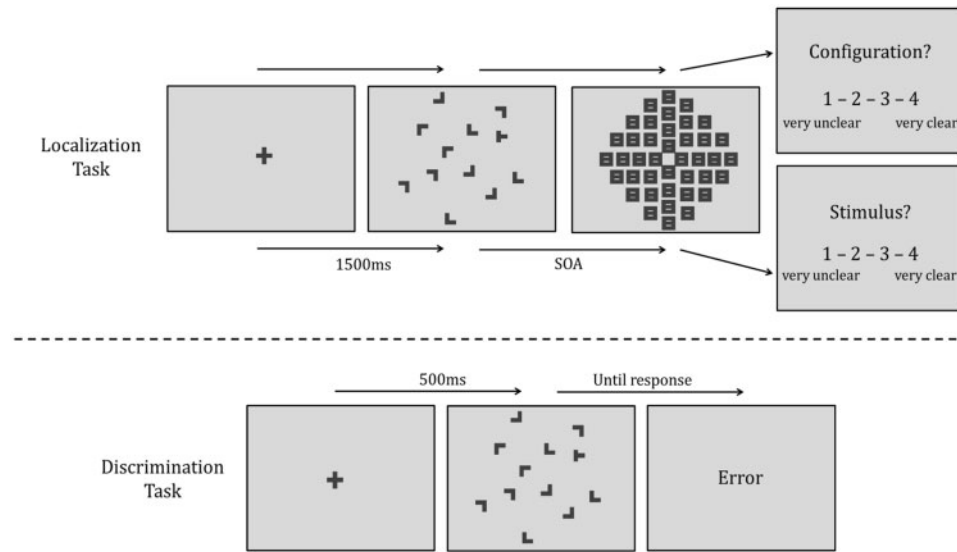 Localization
Task
1500ms
SOA
Configuration?
1 – 2 – 3 – 4
very unclear very clear
Stimulus?
1 – 2 – 3 – 4
very unclear very clear
Discrimination
Task
500ms
Until response
Error